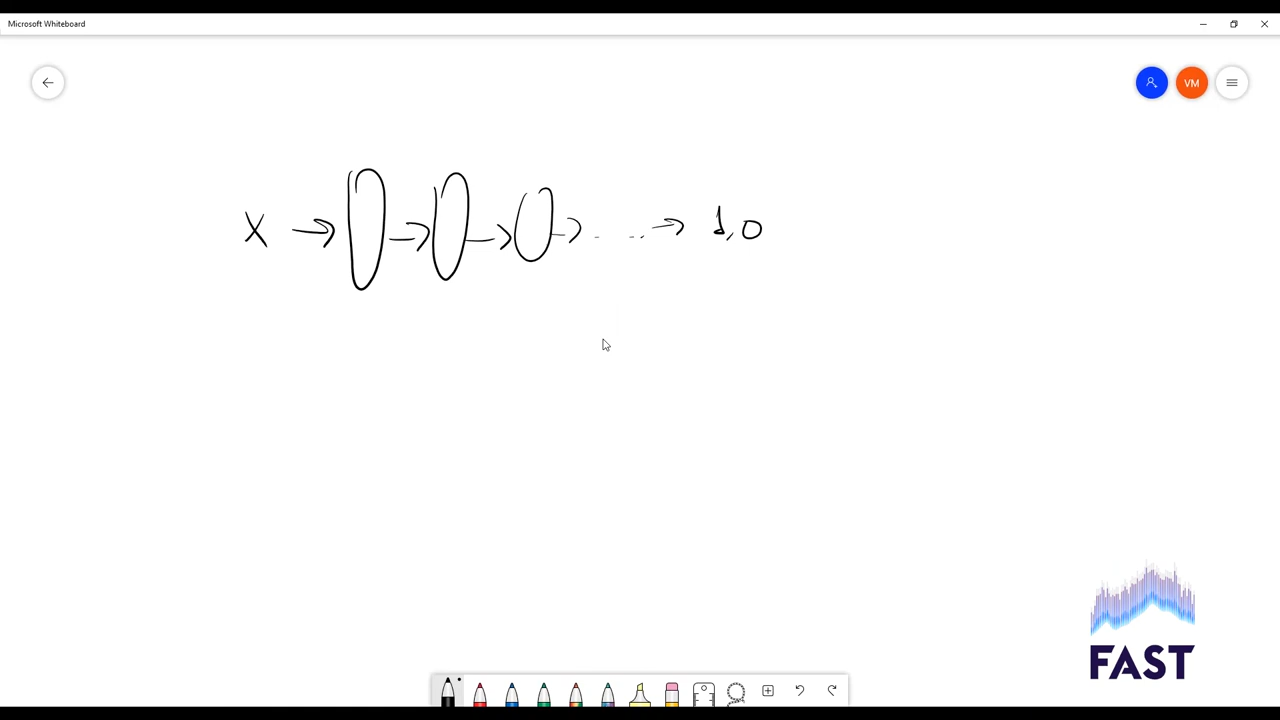 Microsoft Whiteboard
VM
X → → → → . . . → 1,0
FAST